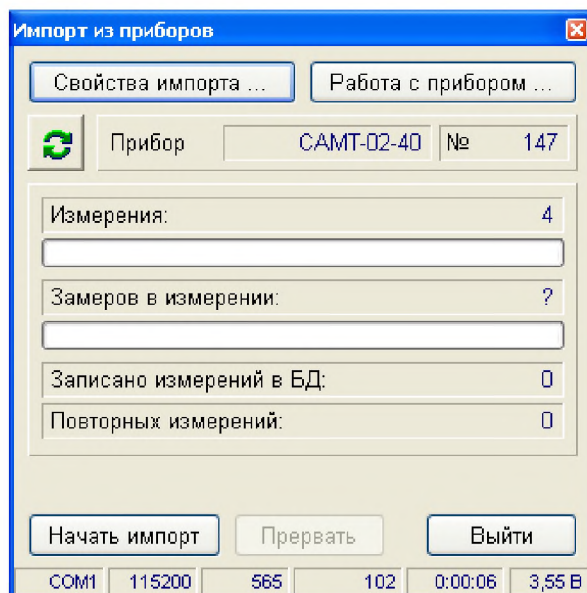 Импорт из приборов
Свойства импорта ... Работа с прибором ...
Прибор САМТ-02-40 № 147
Измерения: 4
Замеров в измерении: ?
Записано измерений в БД: 0
Повторных измерений: 0
Начать импорт Прервать Выйти
COM1 115200 565 102 0:00:06 3,55 В